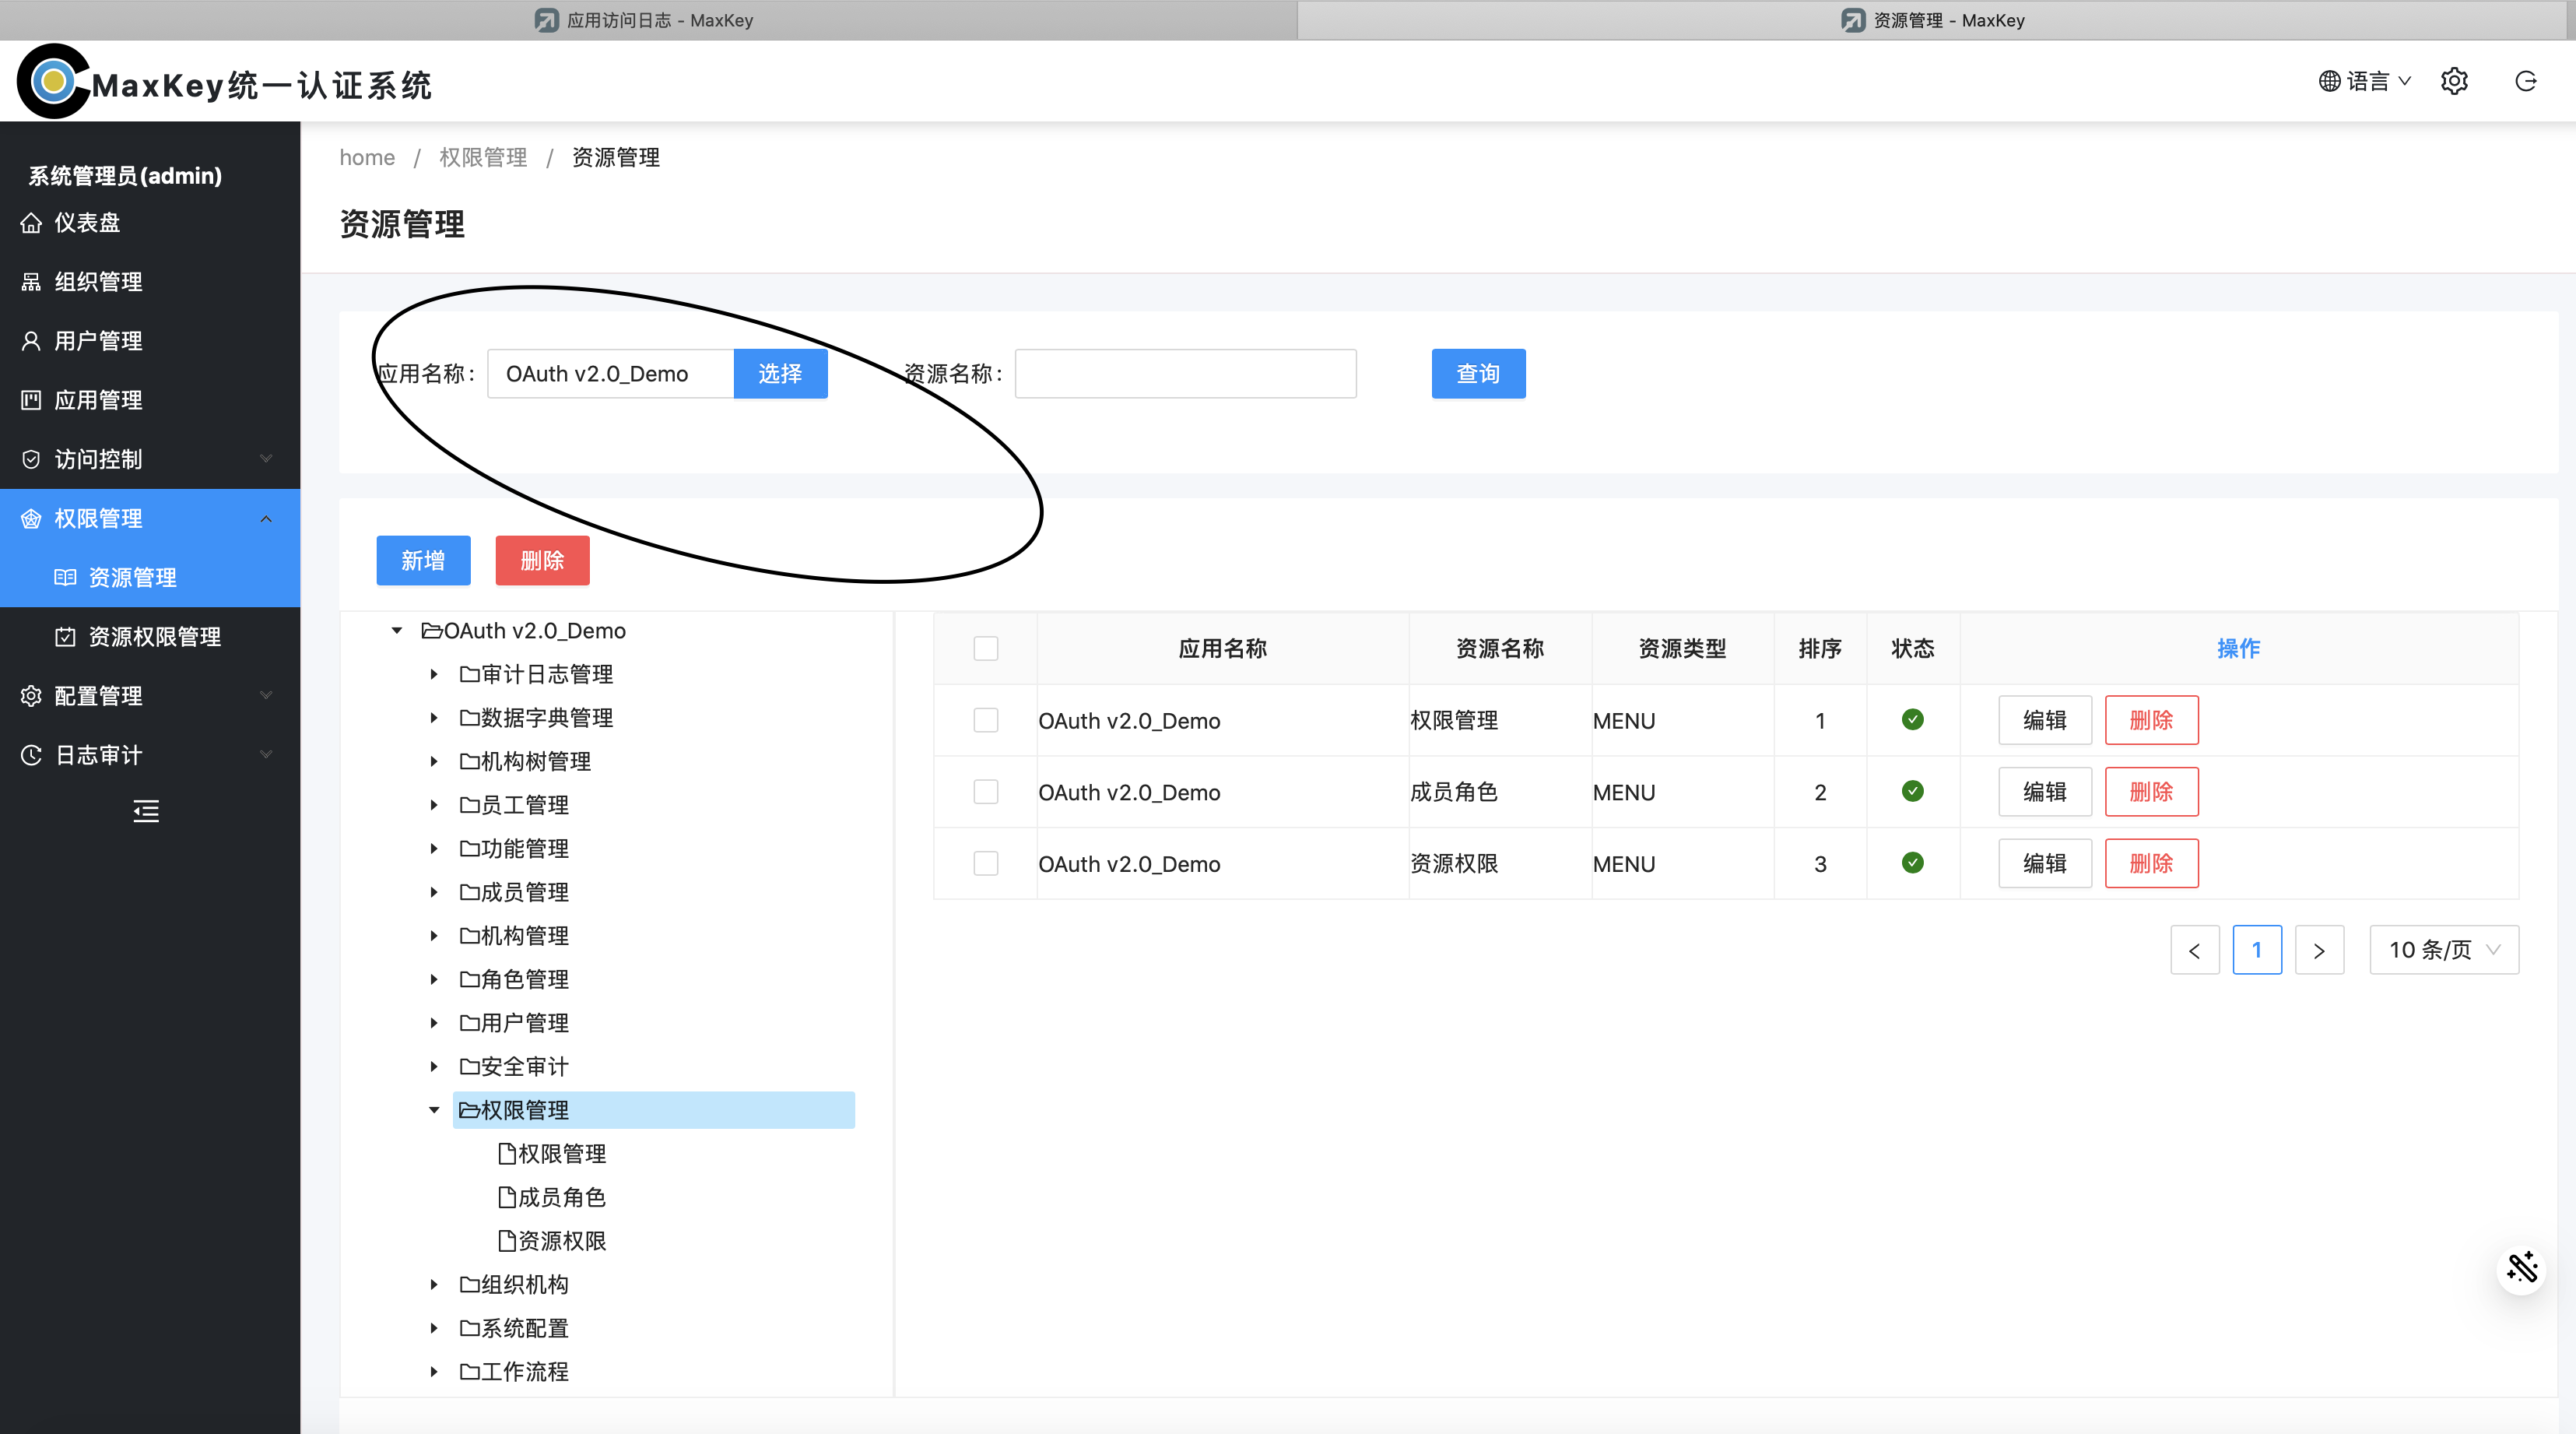 应用访问日志 - MaxKey
资源管理 - MaxKey
MaxKey统一认证系统
语言
系统管理员(admin)
仪表盘
组织管理
用户管理
应用管理
访问控制
权限管理
资源管理
资源权限管理
配置管理
日志审计
home / 权限管理 / 资源管理
资源管理
应用名称: OAuth v2.0_Demo 选择 资源名称: 查询
新增 删除
OAuth v2.0_Demo
审计日志管理
数据字典管理
机构树管理
员工管理
功能管理
成员管理
机构管理
角色管理
用户管理
安全审计
权限管理
权限管理
成员角色
资源权限
组织机构
系统配置
工作流程
应用名称 资源名称 资源类型 排序 状态 操作
OAuth v2.0_Demo 权限管理 MENU 1 编辑 删除
OAuth v2.0_Demo 成员角色 MENU 2 编辑 删除
OAuth v2.0_Demo 资源权限 MENU 3 编辑 删除
< 1 > 10 条/页